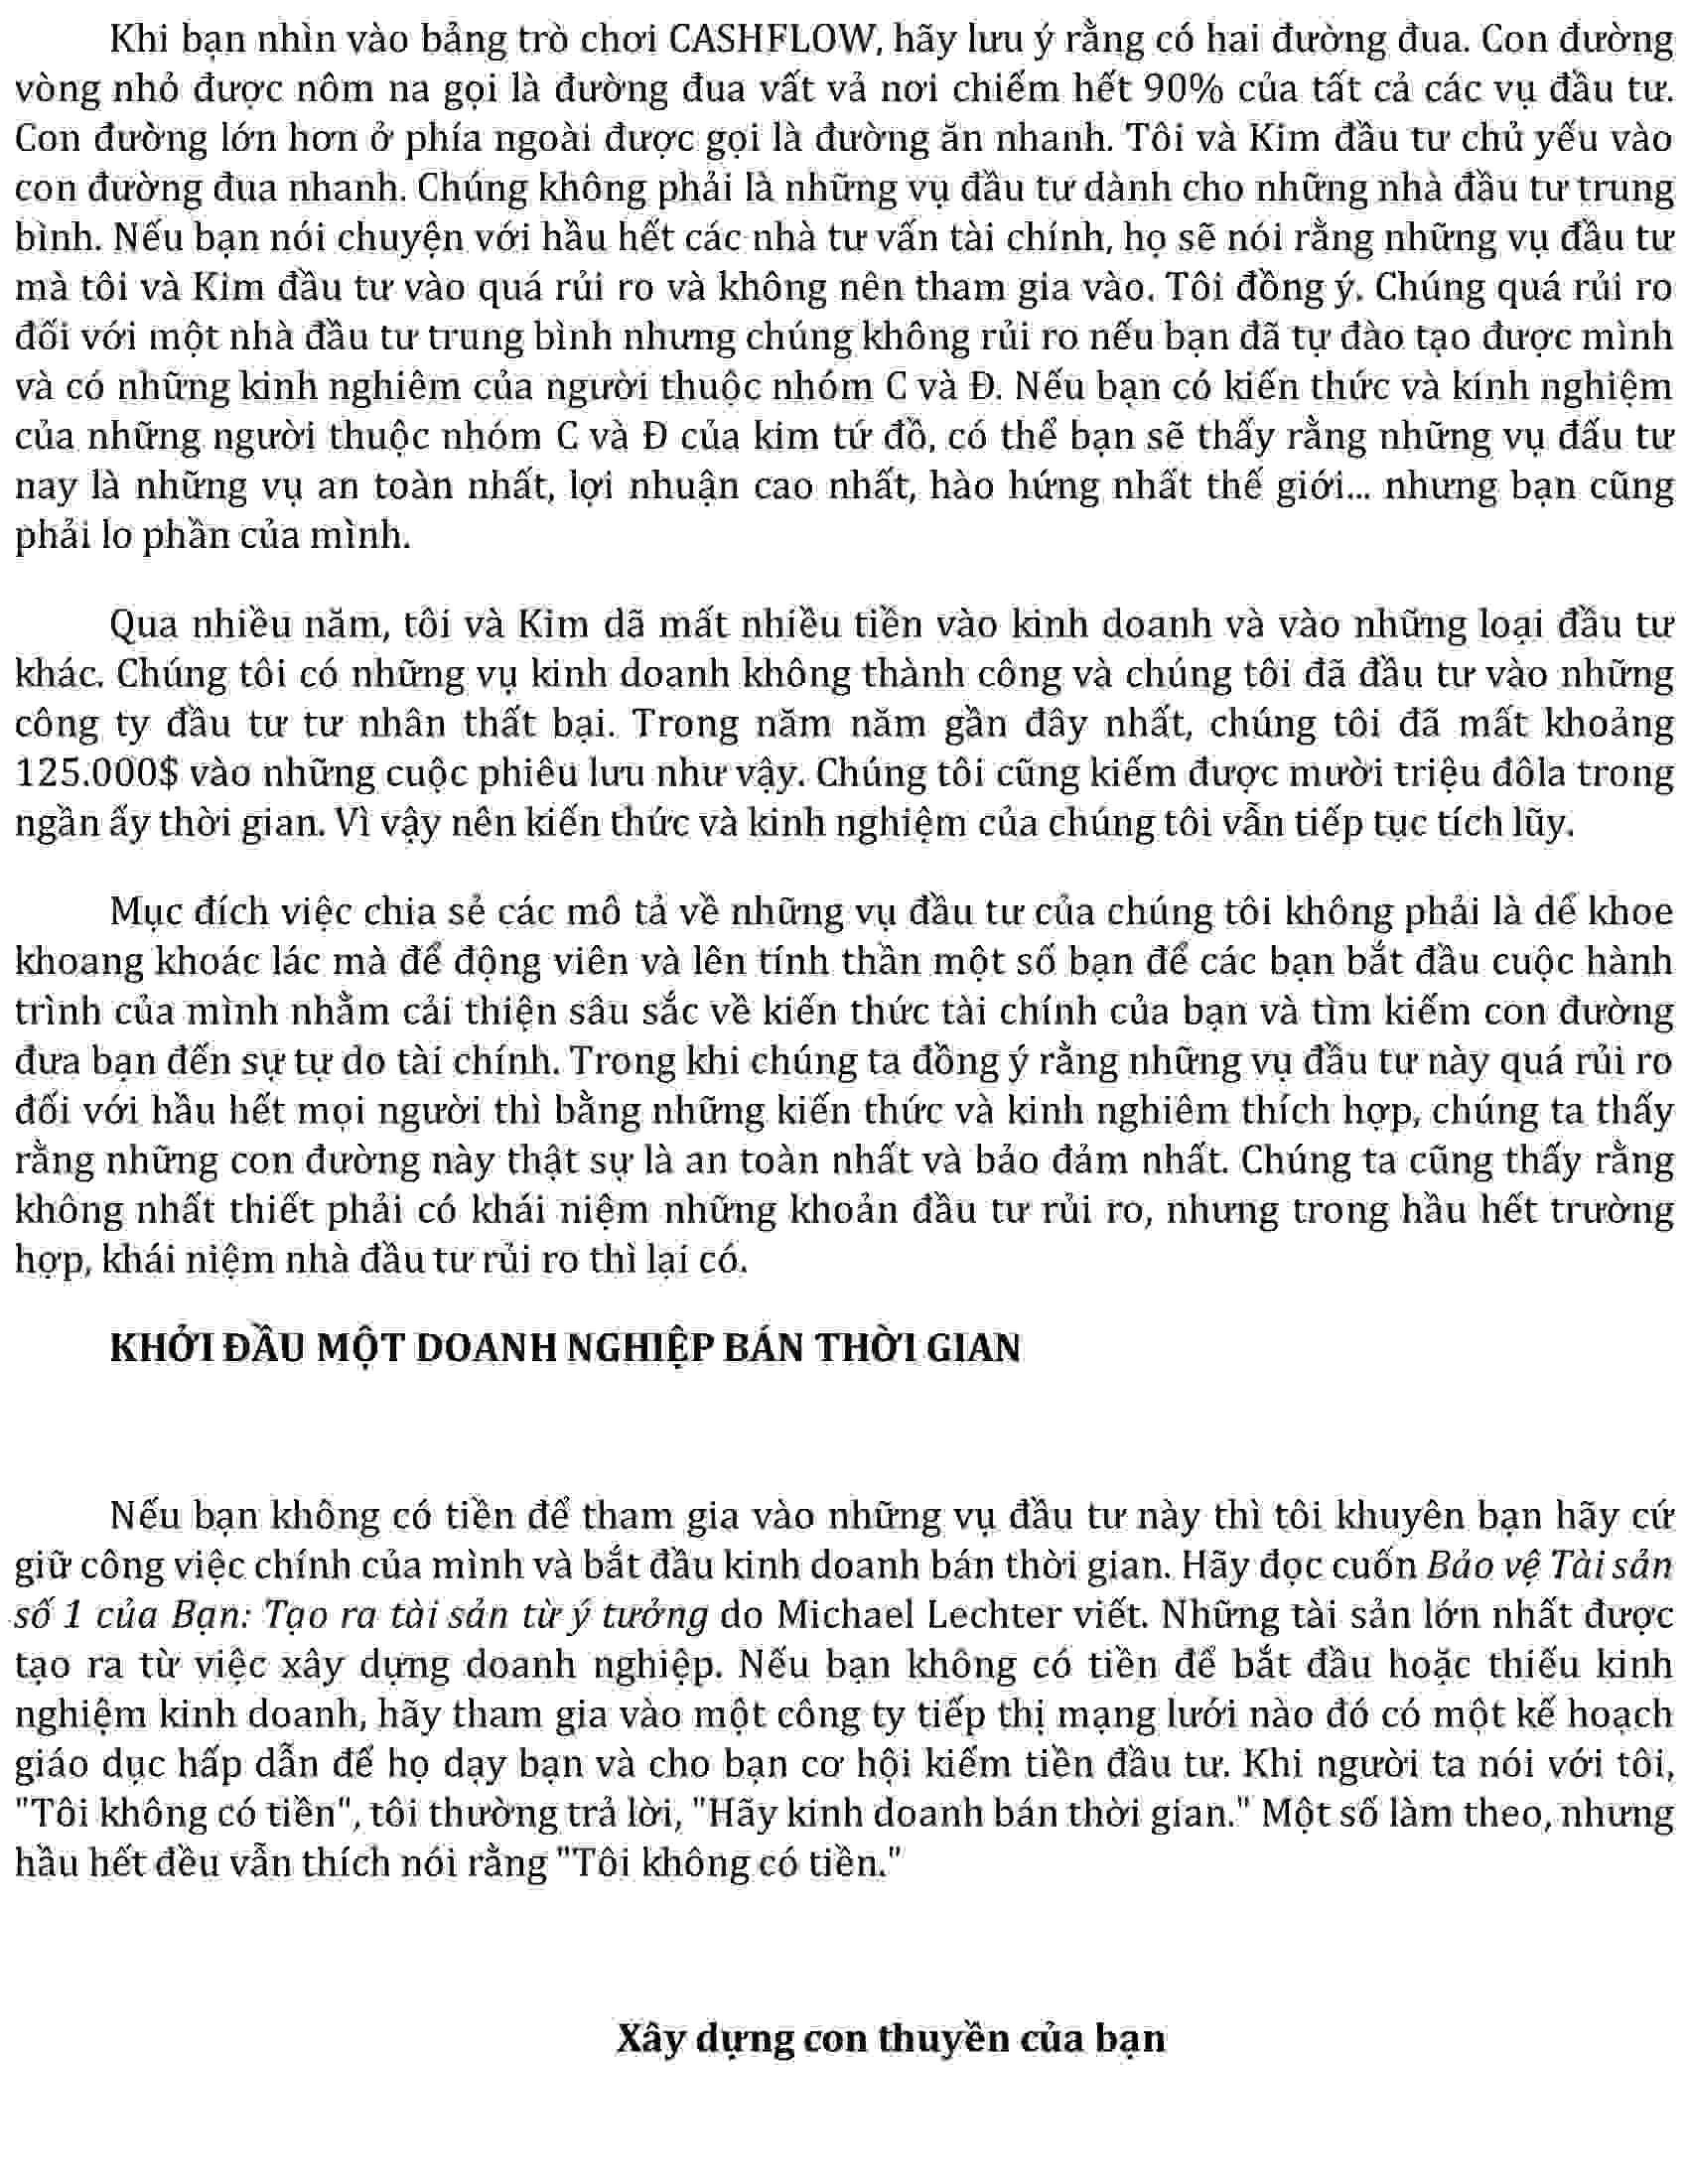 Khi bạn nhìn vào bảng trò chơi CASHFLOW, hãy lưu ý rằng có hai đường đua. Con đường
vòng nhỏ được nôm na gọi là đường đua vất vả nơi chiếm hết 90% của tất cả các vụ đầu tư.
Con đường lớn hơn ở phía ngoài được gọi là đường ăn nhanh. Tôi và Kim đầu tư chủ yếu vào
con đường đua nhanh. Chúng không phải là những vụ đầu tư dành cho những nhà đầu tư trung
bình. Nếu bạn nói chuyện với hầu hết các nhà tư vấn tài chính, họ sẽ nói rằng những vụ đầu tư
mà tôi và Kim đầu tư vào quá rủi ro và không nên tham gia vào. Tôi đồng ý. Chúng quá rủi ro
đối với một nhà đầu tư trung bình nhưng chúng không rủi ro nếu bạn đã tự đào tạo được mình
và có những kinh nghiêm của người thuộc nhóm C và Đ. Nếu bạn có kiến thức và kinh nghiệm
của những người thuộc nhóm C và Đ của kim tứ đồ, có thể bạn sẽ thấy rằng những vụ đấu tư
nay là những vụ an toàn nhất, lợi nhuận cao nhất, hào hứng nhất thế giới... nhưng bạn cũng
phải lo phần của mình.
Qua nhiều năm, tôi và Kim dã mất nhiều tiền vào kinh doanh và vào những loại đầu tư
khác. Chúng tôi có những vụ kinh doanh không thành công và chúng tôi đã đầu tư vào những
công ty đầu tư tư nhân thất bại. Trong năm năm gần đây nhất, chúng tôi đã mất khoảng
125.000$ vào những cuộc phiêu lưu như vậy. Chúng tôi cũng kiếm được mười triệu đôla trong
ngần ấy thời gian. Vì vậy nên kiến thức và kinh nghiệm của chúng tôi vẫn tiếp tục tích lũy.
Mục đích việc chia sẻ các mô tả về những vụ đầu tư của chúng tôi không phải là dể khoe
khoang khoác lác mà để động viên và lên tính thần một số bạn để các bạn bắt đầu cuộc hành
trình của mình nhằm cải thiện sâu sắc về kiến thức tài chính của bạn và tìm kiếm con đường
đưa bạn đến sự tự do tài chính. Trong khi chúng ta đồng ý rằng những vụ đầu tư này quá rủi ro
đối với hầu hết mọi người thì bằng những kiến thức và kinh nghiêm thích hợp, chúng ta thấy
rằng những con đường này thật sự là an toàn nhất và bảo đảm nhất. Chúng ta cũng thấy rằng
không nhất thiết phải có khái niệm những khoản đầu tư rủi ro, nhưng trong hầu hết trường
hợp, khái niệm nhà đầu tư rủi ro thì lại có.
KHỞI ĐẦU MỘT DOANH NGHIỆP BÁN THỜI GIAN
Nếu bạn không có tiền để tham gia vào những vụ đầu tư này thì tôi khuyên bạn hãy cứ
giữ công việc chính của mình và bắt đầu kinh doanh bán thời gian. Hãy đọc cuốn Bảo vệ Tài sản
số 1 của Bạn: Tạo ra tài sản từ ý tưởng do Michael Lechter viết. Những tài sản lớn nhất được
tạo ra từ việc xây dựng doanh nghiệp. Nếu bạn không có tiền để bắt đầu hoặc thiếu kinh
nghiệm kinh doanh, hãy tham gia vào một công ty tiếp thị mạng lưới nào đó có một kế hoạch
giáo dục hấp dẫn để họ dạy bạn và cho bạn cơ hội kiếm tiền đầu tư. Khi người ta nói với tôi,
"Tôi không có tiền", tôi thường trả lời, "Hãy kinh doanh bán thời gian." Một số làm theo, nhưng
hầu hết đều vẫn thích nói rằng "Tôi không có tiền."
Xây dựng con thuyền của bạn